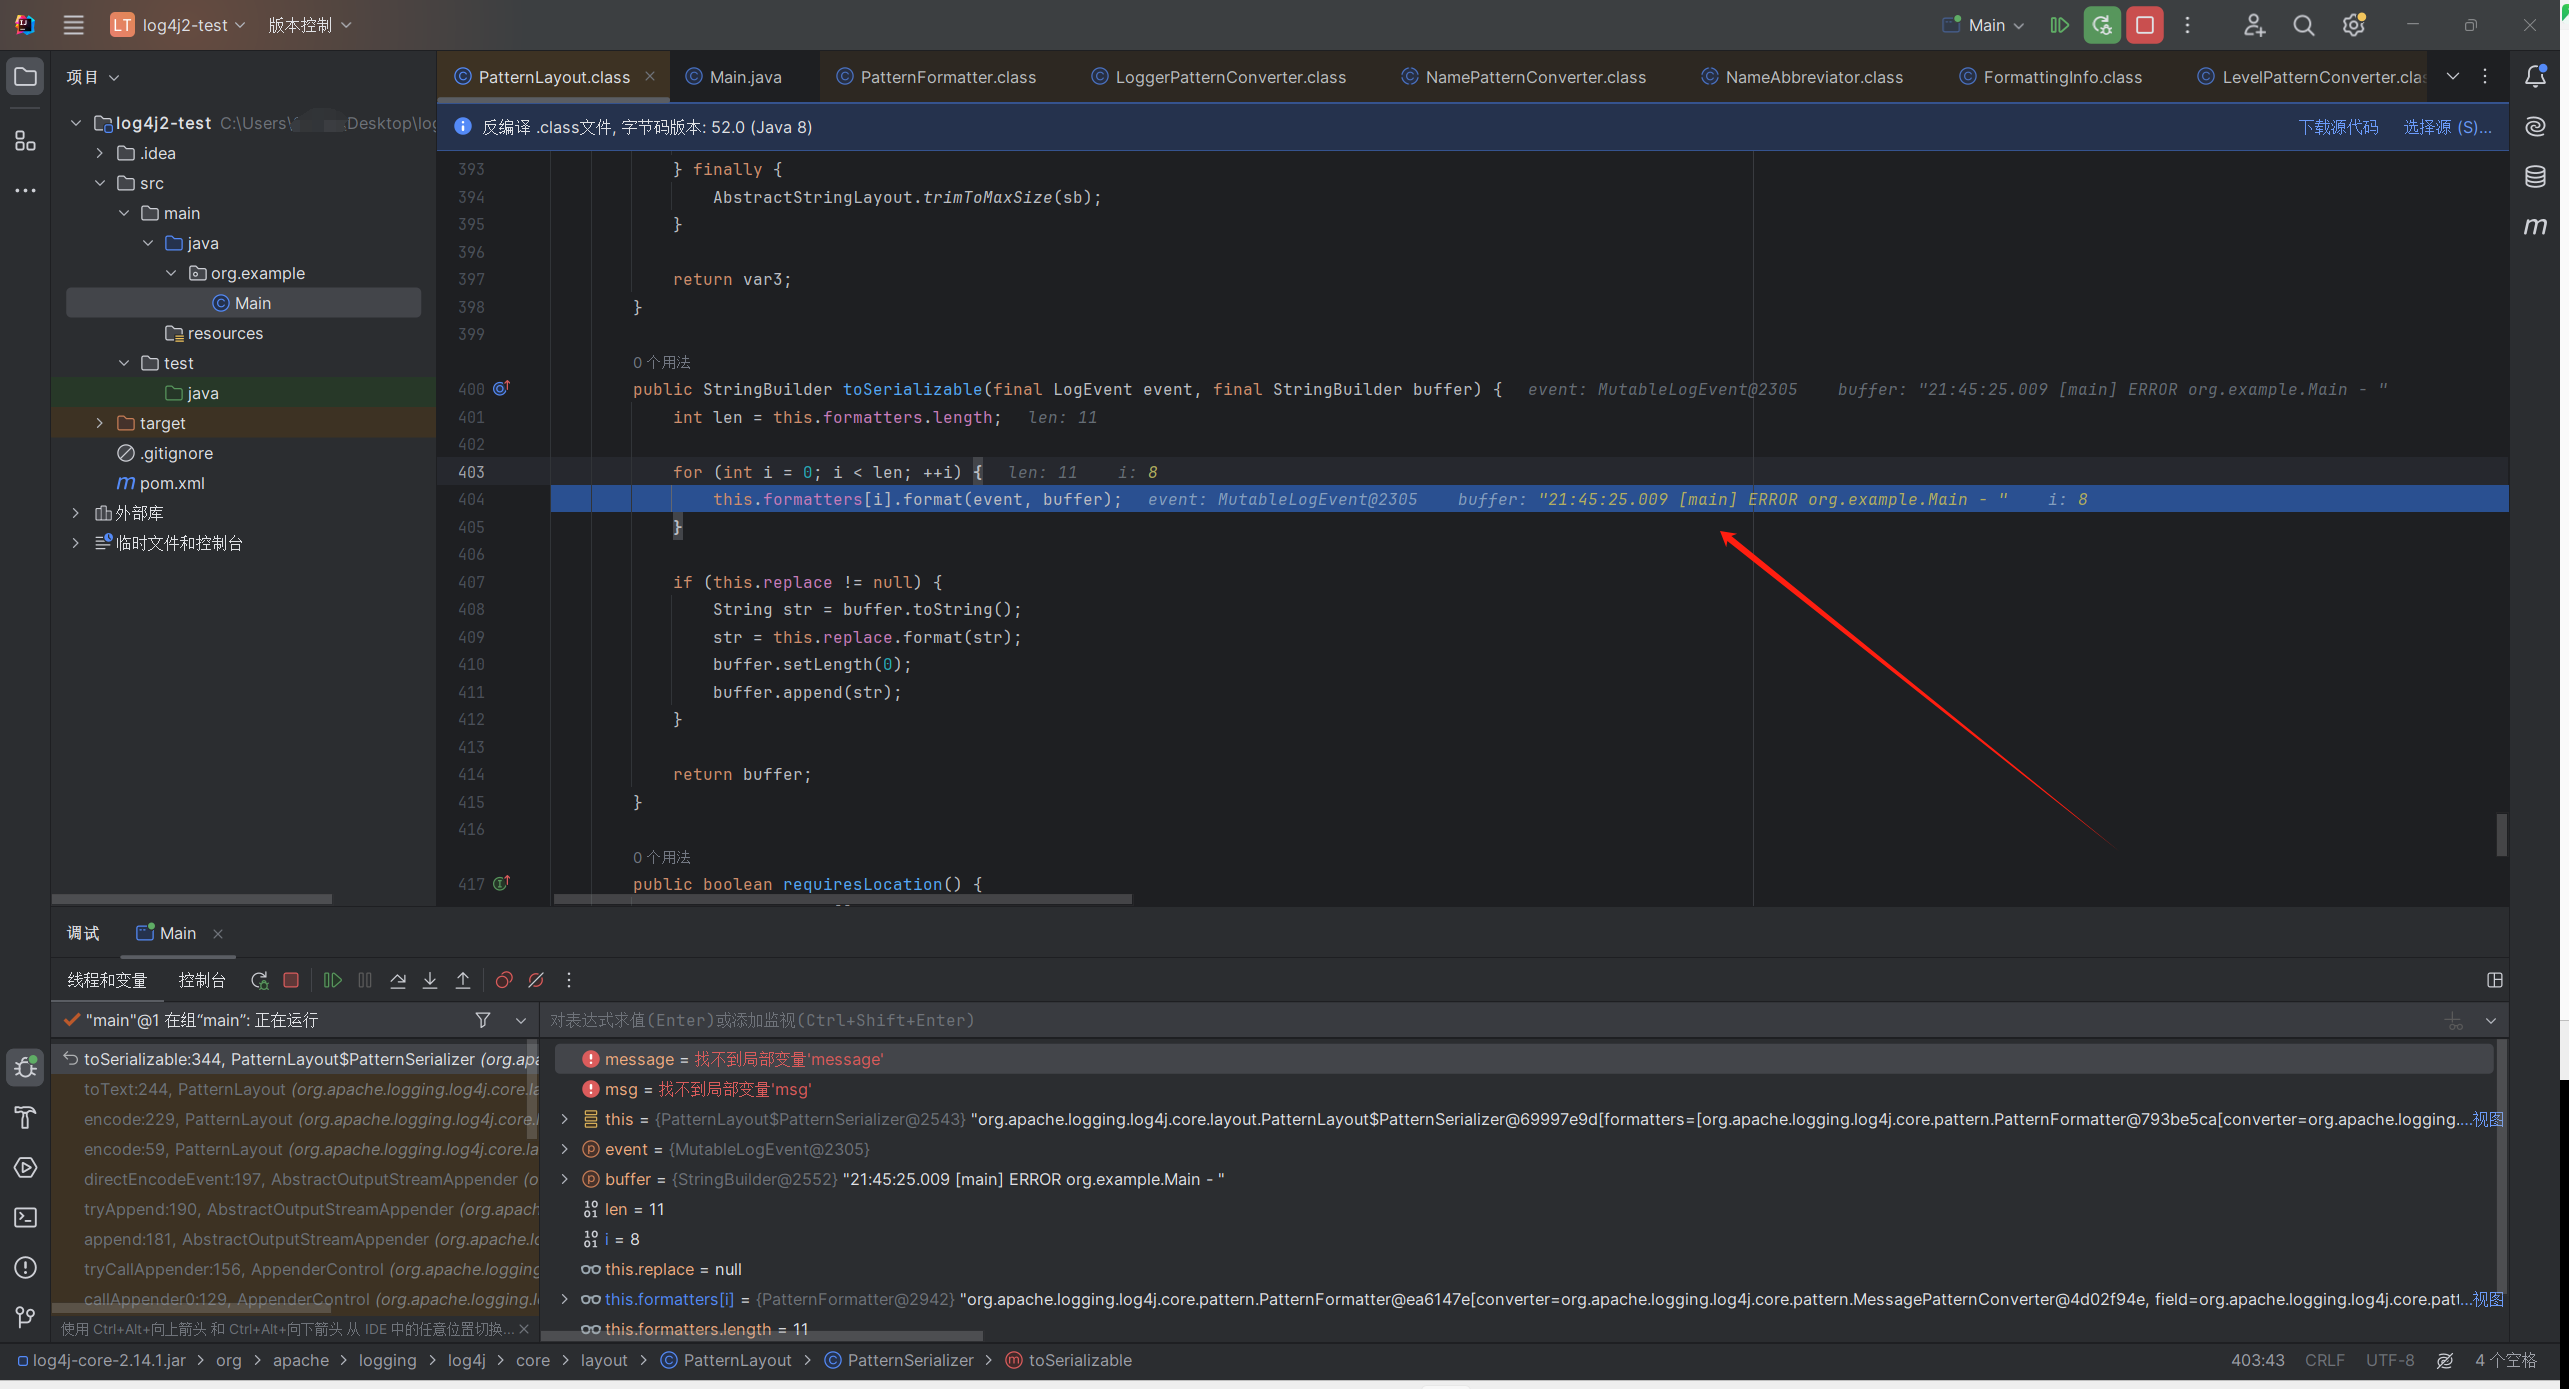 LT log4j2-test 版本控制 Main
项目
PatternLayout.class Main.java PatternFormatter.class LoggerPatternConverter.class NamePatternConverter.class NameAbbreviator.class FormattingInfo.class LevelPatternConverter.cla
log4j2-test C:\Users\ Desktop\log
.idea
src
main
java
org.example
Main
resources
test
java
target
.gitignore
m pom.xml
外部库
临时文件和控制台
反编译 .class文件, 字节码版本: 52.0 (Java 8) 下载源代码 选择源 (S)...
393 } finally {
394 AbstractStringLayout.trimToMaxSize(sb);
395 }
396
397 return var3;
398 }
399
0 个用法
400 public StringBuilder toSerializable(final LogEvent event, final StringBuilder buffer) { event: MutableLogEvent@2305 buffer: "21:45:25.009 [main] ERROR org.example.Main - "
401 int len = this.formatters.length; len: 11
402
403 for (int i = 0; i < len; ++i) { len: 11 i: 8
404 this.formatters[i].format(event, buffer); event: MutableLogEvent@2305 buffer: "21:45:25.009 [main] ERROR org.example.Main - " i: 8
405 }
406
407 if (this.replace != null) {
408 String str = buffer.toString();
409 str = this.replace.format(str);
410 buffer.setLength(0);
411 buffer.append(str);
412 }
413
414 return buffer;
415 }
416
0 个用法
417 public boolean requiresLocation() {
调试 Main
线程和变量 控制台
"main"@1 在组"main": 正在运行
toSerializable:344, PatternLayout$PatternSerializer (org.apa
toText:244, PatternLayout (org.apache.logging.log4j.core.la
encode:229, PatternLayout (org.apache.logging.log4j.core.
encode:59, PatternLayout (org.apache.logging.log4j.core.la
directEncodeEvent:197, AbstractOutputStreamAppender (o
tryAppend:190, AbstractOutputStreamAppender (org.apach
append:181, AbstractOutputStreamAppender (org.apache.lo
tryCallAppender:156, AppenderControl (org.apache.logging
callAppender0:129, AppenderControl (org.apache.logging.l
使用 Ctrl+Alt+向上箭头 和 Ctrl+Alt+向下箭头 从 IDE 中的任意位置切换...
对表达式求值(Enter)或添加监视(Ctrl+Shift+Enter)
message = 找不到局部变量'message'
msg = 找不到局部变量'msg'
this = {PatternLayout$PatternSerializer@2543} "org.apache.logging.log4j.core.layout.PatternLayout$PatternSerializer@69997e9d[formatters=[org.apache.logging.log4j.core.pattern.PatternFormatter@793be5ca[converter=org.apache.logging....视图
event = {MutableLogEvent@2305}
buffer = {StringBuilder@2552} "21:45:25.009 [main] ERROR org.example.Main - "
len = 11
i = 8
this.replace = null
this.formatters[i] = {PatternFormatter@2942} "org.apache.logging.log4j.core.pattern.PatternFormatter@ea6147e[converter=org.apache.logging.log4j.core.pattern.MessagePatternConverter@4d02f94e, field=org.apache.logging.log4j.core.patt...视图
this.formatters.length = 11
log4j-core-2.14.1.jar > org > apache > logging > log4j > core > layout > PatternLayout > PatternSerializer > toSerializable 403:43 CRLF UTF-8 4 个空格